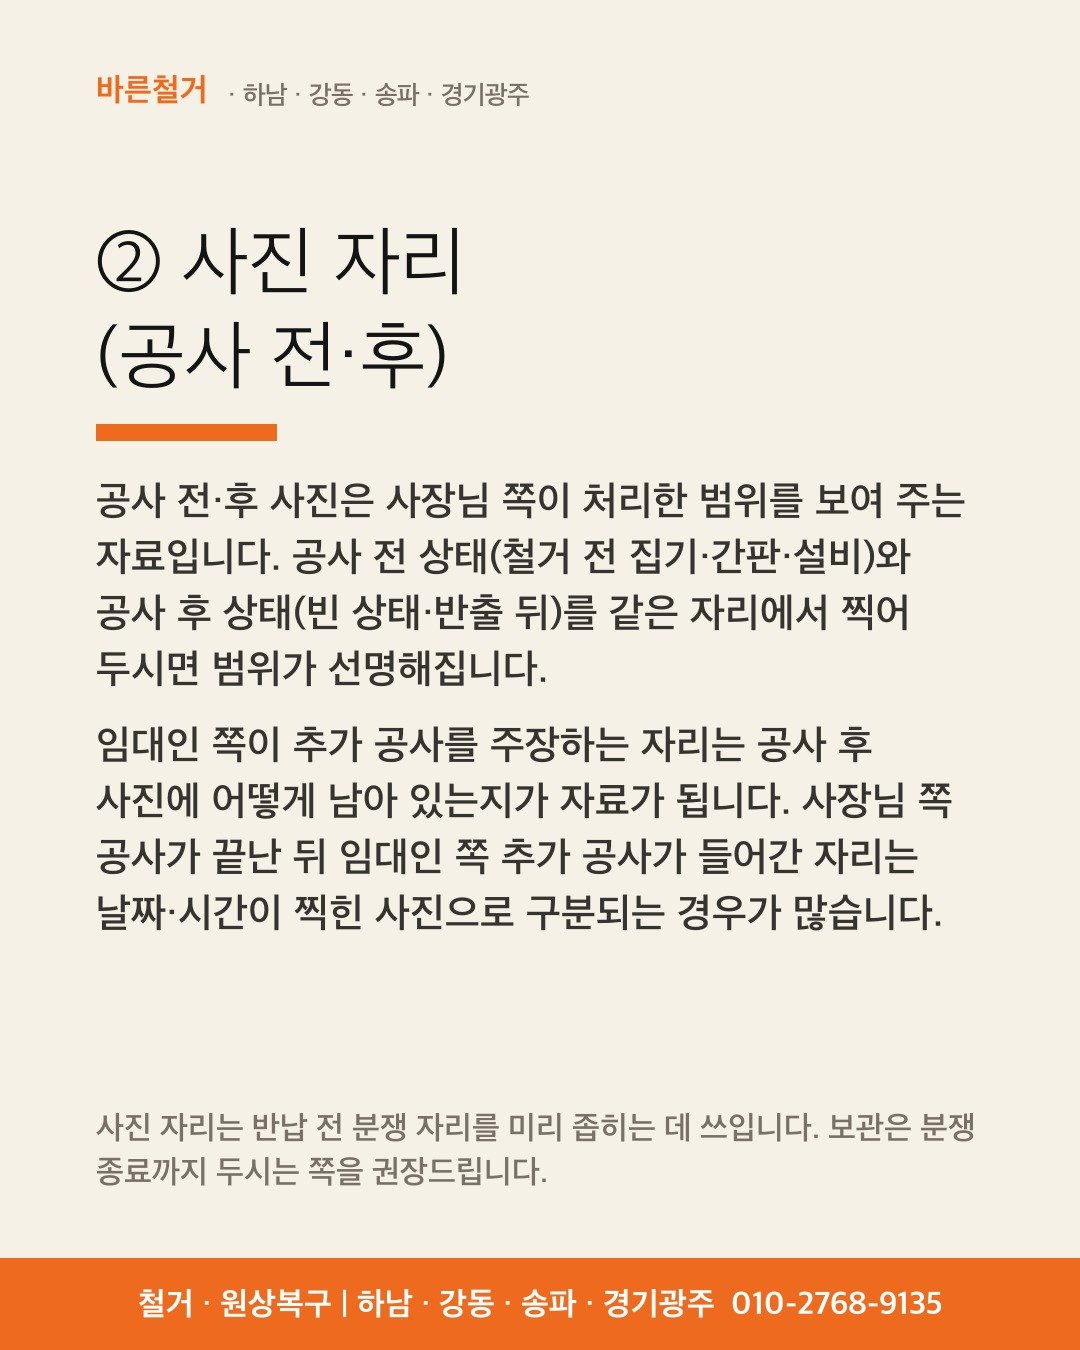 바른철거 · 하남 · 강동 · 송파 · 경기광주
② 사진 자리
(공사 전·후)
공사 전·후 사진은 사장님 쪽이 처리한 범위를 보여 주는
자료입니다. 공사 전 상태(철거 전 집기·간판·설비)와
공사 후 상태(빈 상태·반출 뒤)를 같은 자리에서 찍어
두시면 범위가 선명해집니다.
임대인 쪽이 추가 공사를 주장하는 자리는 공사 후
사진에 어떻게 남아 있는지가 자료가 됩니다. 사장님 쪽
공사가 끝난 뒤 임대인 쪽 추가 공사가 들어간 자리는
날짜·시간이 찍힌 사진으로 구분되는 경우가 많습니다.
사진 자리는 반납 전 분쟁 자리를 미리 좁히는 데 쓰입니다. 보관은 분쟁
종료까지 두시는 쪽을 권장드립니다.
철거 · 원상복구 | 하남 · 강동 · 송파 · 경기광주 010-2768-9135